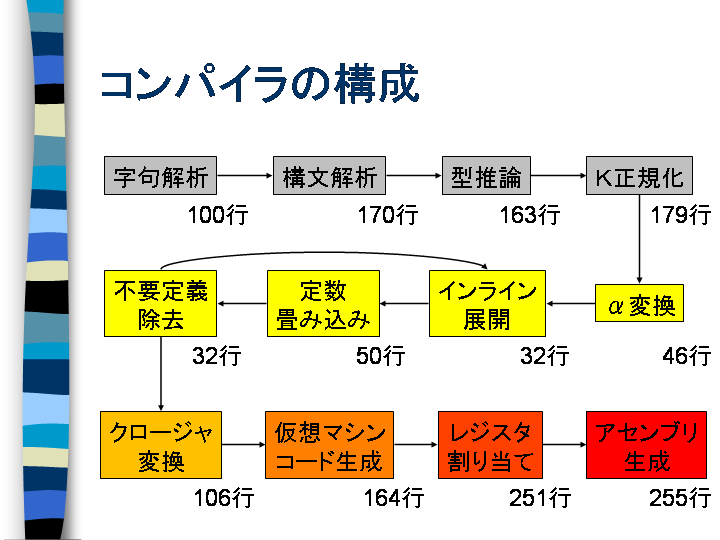 コンパイラの構成
字句解析
構文解析
型推論
K正規化
100行
170行
163行
179行
不要定義
除去
定数
畳み込み
インライン
展開
α変換
32行
50行
32行
46行
クロージャ
変換
仮想マシン
コード生成
レジスタ
割り当て
アセンブリ
生成
106行
164行
251行
255行